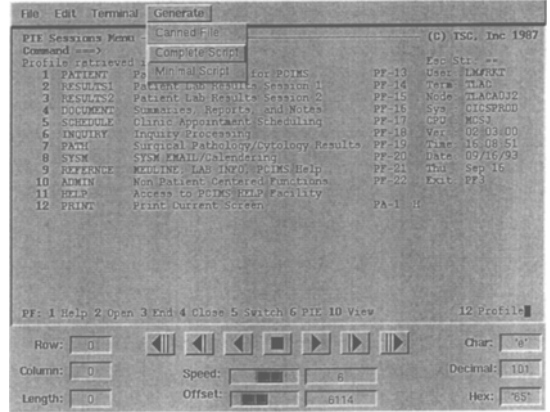 File Edit Terminal Generate
Canned File
Complete Script
Minimal Script
PIE Sessions Menu (C) TSC, Inc 1987
Command ===> Esc Str: ==
Profile retrieved
1 PATIENT for PCIMS PF-13 User
2 RESULTS1 Patient Lab Results Session 1 PF-14 Term TLAO
3 RESULTS2 Patient Lab Results Session 2 PF-15 Node TLACADJ2
4 DOCUMENT Summaries, Reports, and Notes PF-16 Sys CICSPROD
5 SCHEDULE Clinic Appointment Scheduling PF-17 CPU MCSJ
6 INQUIRY Inquiry Processing PF-18 Ver 02.03.00
7 PATH Surgical Pathology/Cytology Results PF-19 Time 16:08:51
8 SYSM SYSM EMAIL/Calendering PF-20 Date 09/16/93
9 REFERNCE MEDLINE, LAB INFO, PCIMS Help PF-21 Thu Sep 16
10 ADMIN Non Patient Centered Functions PF-22 Exit PF3
11 HELP Access to PCIMS HELP Facility
12 PRINT Print Current Screen PA-1 M
PF: 1 Help 2 Open 3 End 4 Close 5 Switch 6 PIE 10 View 12 Profile
Row: 0 Char: "e"
Column: 0 Speed: 6 Decimal: 101
Length: 0 Offset: 6114 Hex: "65"